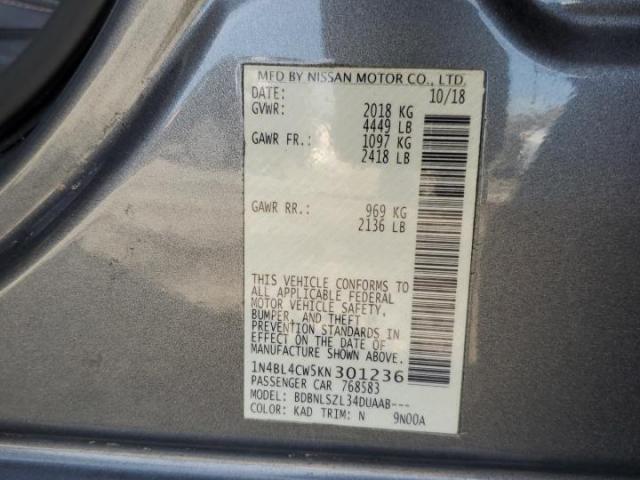 MFD BY NISSAN MOTOR CO., LTD.
DATE: 10/18
GVWR: 2018 KG
4449 LB
GAWR FR.: 1097 KG
2418 LB
GAWR RR.: 969 KG
2136 LB
THIS VEHICLE CONFORMS TO
ALL APPLICABLE FEDERAL
MOTOR VEHICLE SAFETY,
BUMPER, AND THEFT
PREVENTION STANDARDS IN
EFFECT ON THE DATE OF
MANUFACTURE SHOWN ABOVE.
1N4BL4CW5KN301236
PASSENGER CAR 768583
MODEL: BDBNLSZL34DUAAB---
COLOR: KAD TRIM: N 9N00A